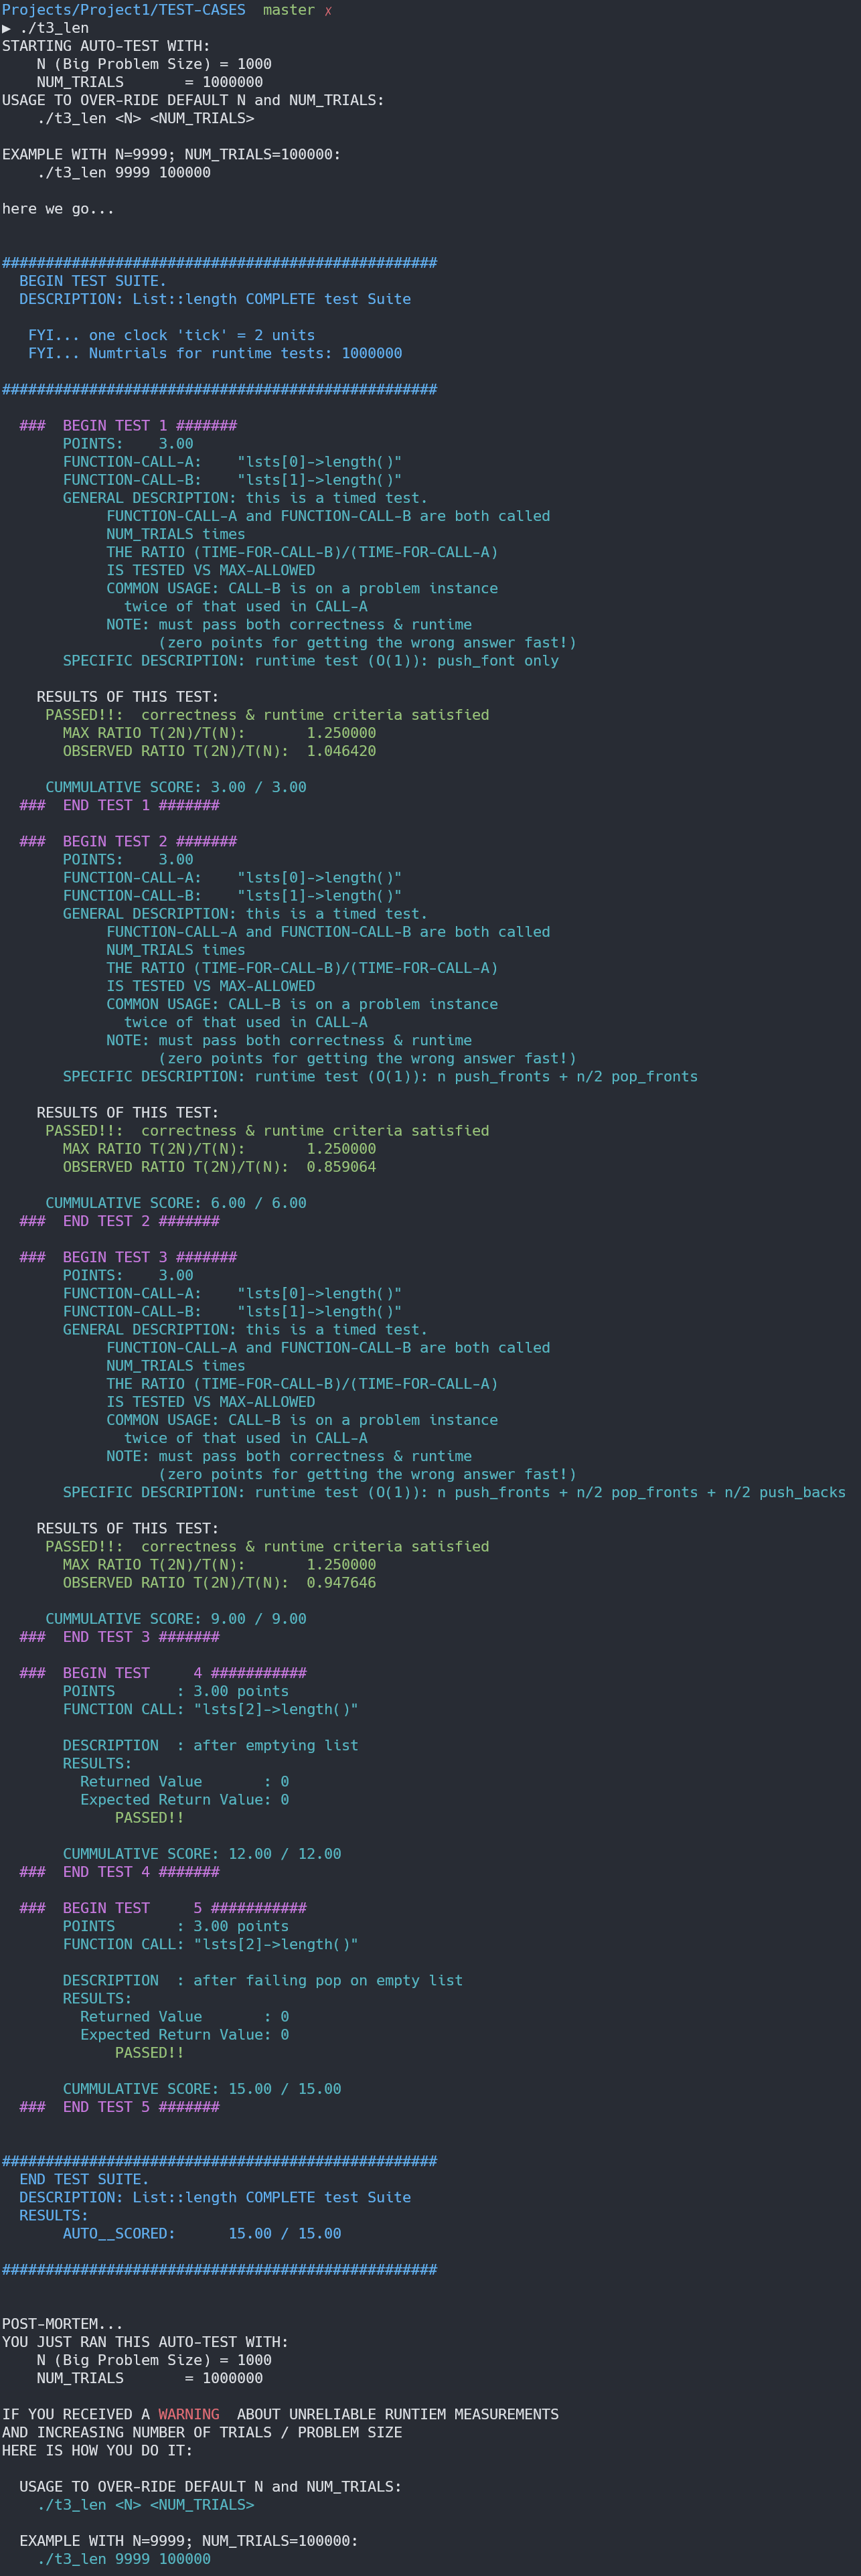 Projects/Project1/TEST-CASES  master ✗
▶ ./t3_len
STARTING AUTO-TEST WITH:
    N (Big Problem Size) = 1000
    NUM_TRIALS       = 1000000
USAGE TO OVER-RIDE DEFAULT N and NUM_TRIALS:
    ./t3_len <N> <NUM_TRIALS>

EXAMPLE WITH N=9999; NUM_TRIALS=100000:
    ./t3_len 9999 100000

here we go...


##################################################
  BEGIN TEST SUITE.
  DESCRIPTION: List::length COMPLETE test Suite

   FYI... one clock 'tick' = 2 units
   FYI... Numtrials for runtime tests: 1000000

##################################################

  ###  BEGIN TEST 1 #######
       POINTS:    3.00
       FUNCTION-CALL-A:    "lsts[0]->length()"
       FUNCTION-CALL-B:    "lsts[1]->length()"
       GENERAL DESCRIPTION: this is a timed test.
            FUNCTION-CALL-A and FUNCTION-CALL-B are both called
            NUM_TRIALS times
            THE RATIO (TIME-FOR-CALL-B)/(TIME-FOR-CALL-A)
            IS TESTED VS MAX-ALLOWED
            COMMON USAGE: CALL-B is on a problem instance
              twice of that used in CALL-A
            NOTE: must pass both correctness & runtime
                  (zero points for getting the wrong answer fast!)
       SPECIFIC DESCRIPTION: runtime test (O(1)): push_font only

    RESULTS OF THIS TEST:
     PASSED!!:  correctness & runtime criteria satisfied
       MAX RATIO T(2N)/T(N):       1.250000
       OBSERVED RATIO T(2N)/T(N):  1.046420

     CUMMULATIVE SCORE: 3.00 / 3.00
  ###  END TEST 1 #######

  ###  BEGIN TEST 2 #######
       POINTS:    3.00
       FUNCTION-CALL-A:    "lsts[0]->length()"
       FUNCTION-CALL-B:    "lsts[1]->length()"
       GENERAL DESCRIPTION: this is a timed test.
            FUNCTION-CALL-A and FUNCTION-CALL-B are both called
            NUM_TRIALS times
            THE RATIO (TIME-FOR-CALL-B)/(TIME-FOR-CALL-A)
            IS TESTED VS MAX-ALLOWED
            COMMON USAGE: CALL-B is on a problem instance
              twice of that used in CALL-A
            NOTE: must pass both correctness & runtime
                  (zero points for getting the wrong answer fast!)
       SPECIFIC DESCRIPTION: runtime test (O(1)): n push_fronts + n/2 pop_fronts

    RESULTS OF THIS TEST:
     PASSED!!:  correctness & runtime criteria satisfied
       MAX RATIO T(2N)/T(N):       1.250000
       OBSERVED RATIO T(2N)/T(N):  0.859064

     CUMMULATIVE SCORE: 6.00 / 6.00
  ###  END TEST 2 #######

  ###  BEGIN TEST 3 #######
       POINTS:    3.00
       FUNCTION-CALL-A:    "lsts[0]->length()"
       FUNCTION-CALL-B:    "lsts[1]->length()"
       GENERAL DESCRIPTION: this is a timed test.
            FUNCTION-CALL-A and FUNCTION-CALL-B are both called
            NUM_TRIALS times
            THE RATIO (TIME-FOR-CALL-B)/(TIME-FOR-CALL-A)
            IS TESTED VS MAX-ALLOWED
            COMMON USAGE: CALL-B is on a problem instance
              twice of that used in CALL-A
            NOTE: must pass both correctness & runtime
                  (zero points for getting the wrong answer fast!)
       SPECIFIC DESCRIPTION: runtime test (O(1)): n push_fronts + n/2 pop_fronts + n/2 push_backs

    RESULTS OF THIS TEST:
     PASSED!!:  correctness & runtime criteria satisfied
       MAX RATIO T(2N)/T(N):       1.250000
       OBSERVED RATIO T(2N)/T(N):  0.947646

     CUMMULATIVE SCORE: 9.00 / 9.00
  ###  END TEST 3 #######

  ###  BEGIN TEST     4 ###########
       POINTS       : 3.00 points
       FUNCTION CALL: "lsts[2]->length()"

       DESCRIPTION  : after emptying list
       RESULTS:
         Returned Value       : 0
         Expected Return Value: 0
             PASSED!!

       CUMMULATIVE SCORE: 12.00 / 12.00
  ###  END TEST 4 #######

  ###  BEGIN TEST     5 ###########
       POINTS       : 3.00 points
       FUNCTION CALL: "lsts[2]->length()"

       DESCRIPTION  : after failing pop on empty list
       RESULTS:
         Returned Value       : 0
         Expected Return Value: 0
             PASSED!!

       CUMMULATIVE SCORE: 15.00 / 15.00
  ###  END TEST 5 #######


##################################################
  END TEST SUITE.
  DESCRIPTION: List::length COMPLETE test Suite
  RESULTS:
       AUTO__SCORED:      15.00 / 15.00

##################################################


POST-MORTEM...
YOU JUST RAN THIS AUTO-TEST WITH:
    N (Big Problem Size) = 1000
    NUM_TRIALS       = 1000000

IF YOU RECEIVED A WARNING  ABOUT UNRELIABLE RUNTIEM MEASUREMENTS
AND INCREASING NUMBER OF TRIALS / PROBLEM SIZE
HERE IS HOW YOU DO IT:

  USAGE TO OVER-RIDE DEFAULT N and NUM_TRIALS:
    ./t3_len <N> <NUM_TRIALS>

  EXAMPLE WITH N=9999; NUM_TRIALS=100000:
    ./t3_len 9999 100000